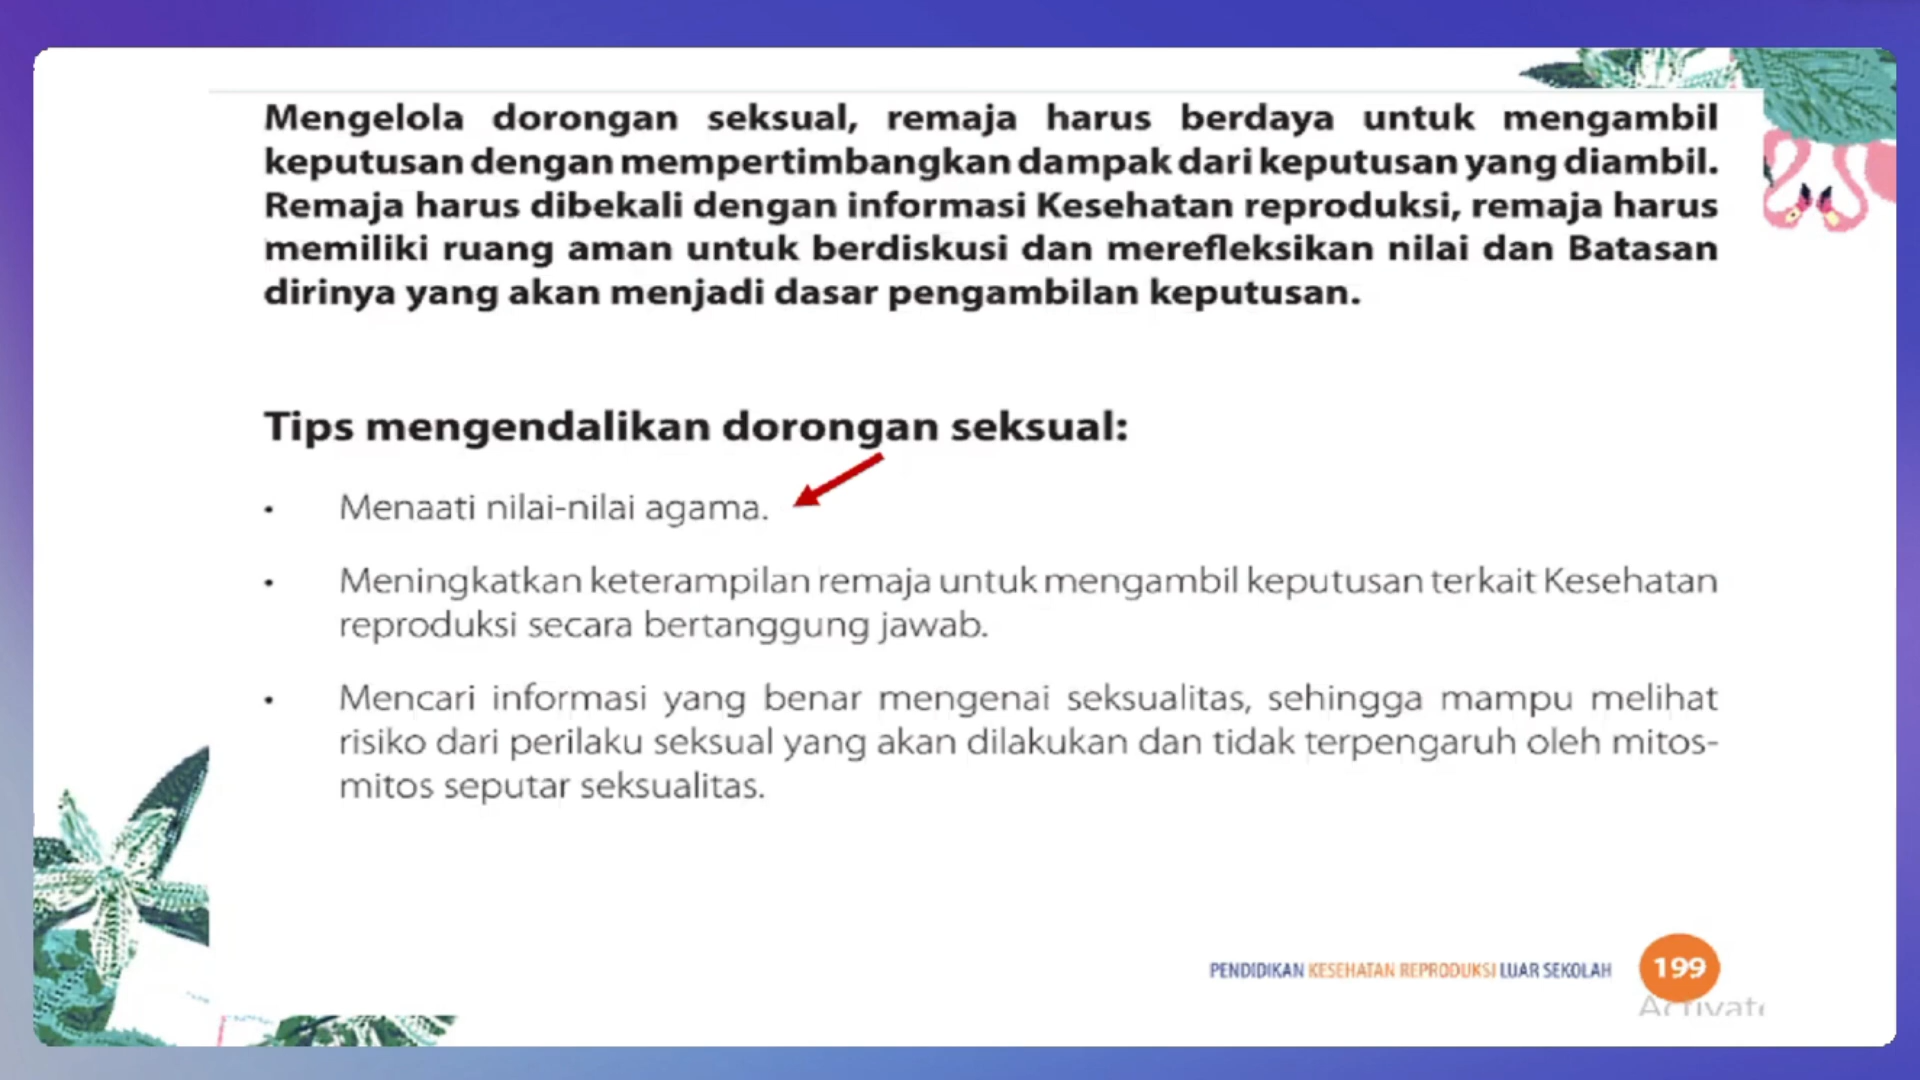 Mengelola dorongan seksual, remaja harus berdaya untuk mengambil
keputusan dengan mempertimbangkan dampak dari keputusan yang diambil.
Remaja harus dibekali dengan informasi Kesehatan reproduksi, remaja harus
memiliki ruang aman untuk berdiskusi dan merefleksikan nilai dan Batasan
dirinya yang akan menjadi dasar pengambilan keputusan.
Tips mengendalikan dorongan seksual:
• Menaati nilai-nilai agama.
• Meningkatkan keterampilan remaja untuk mengambil keputusan terkait Kesehatan
reproduksi secara bertanggung jawab.
• Mencari informasi yang benar mengenai seksualitas, sehingga mampu melihat
risiko dari perilaku seksual yang akan dilakukan dan tidak terpengaruh oleh mitos-
mitos seputar seksualitas.
PENDIDIKAN KESEHATAN REPRODUKSI LUAR SEKOLAH 199